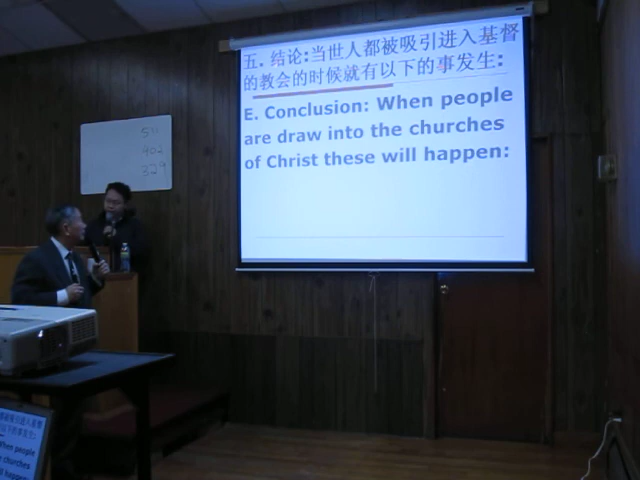 五. 结论:当世人都被吸引进入基督
的教会的时候就有以下的事发生:
E. Conclusion: When people
are draw into the churches
of Christ these will happen:
402